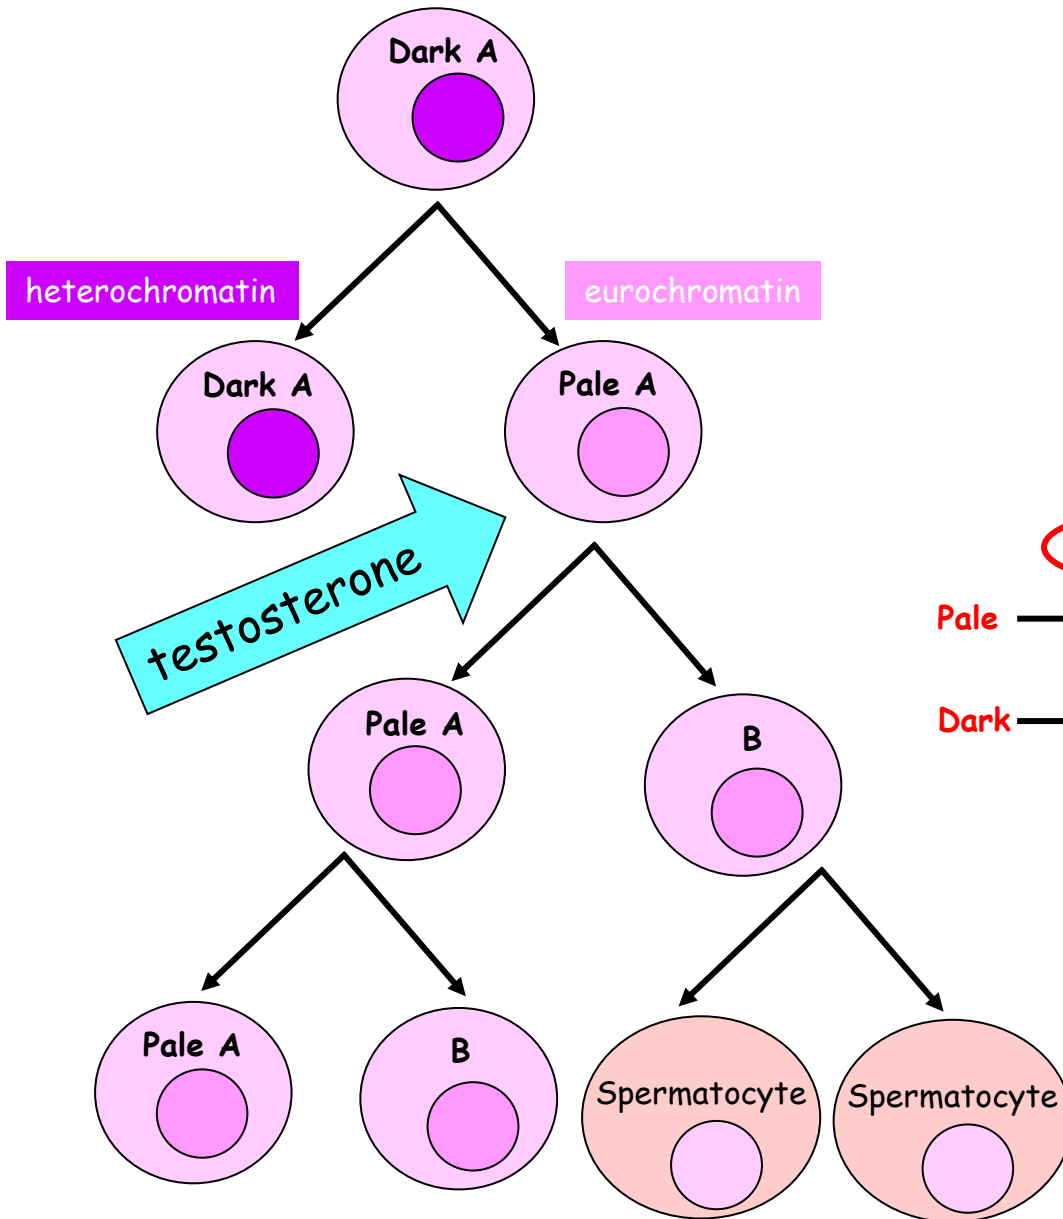 Dark A
heterochromatin
eurochromatin
Dark A
Pale A
testosterone
Pale
Pale A
Dark
B
Pale A
B
Spermatocyte
Spermatocyte